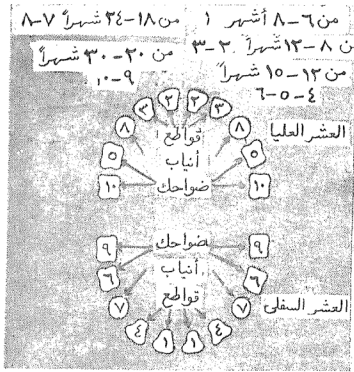 من ٦-٨ أشهر ١
من ١٨-٢٤ شهراً ٧-٨
ن ٨-١٢ شهراً ٢-٣
من ٢٠-٣٠ شهراً
٩-١٠
من ١٢-١٥ شهراً
٤-٥-٦
العشر العليا
٣ ٢ ٢ ٣
٨ ٨
قواطع
أنياب
٥ ٥
ضواحك
١٠ ١٠
ضواحك
٩ ٩
أنياب
٦ ٦
قواطع
العشر السفلى
٧ ٧
٤ ١ ١ ٤